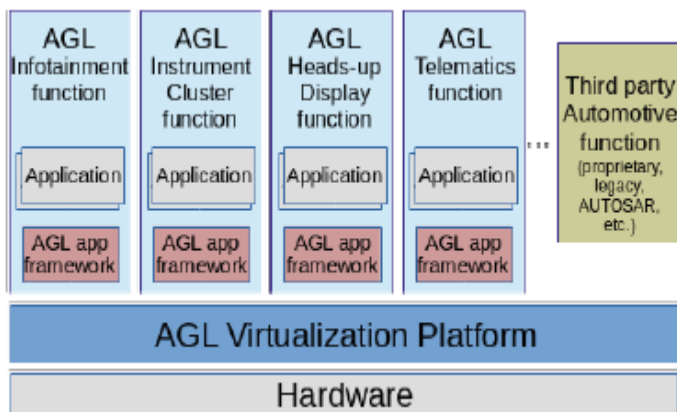 AGL
Infotainment
function
Application
AGL app
framework
AGL
Instrument
Cluster
function
Application
AGL app
framework
AGL
Heads-up
Display
function
Application
AGL app
framework
AGL
Telematics
function
Application
AGL app
framework
...
Third party
Automotive
function
(proprietary,
legacy,
AUTOSAR,
etc.)
AGL Virtualization Platform
Hardware